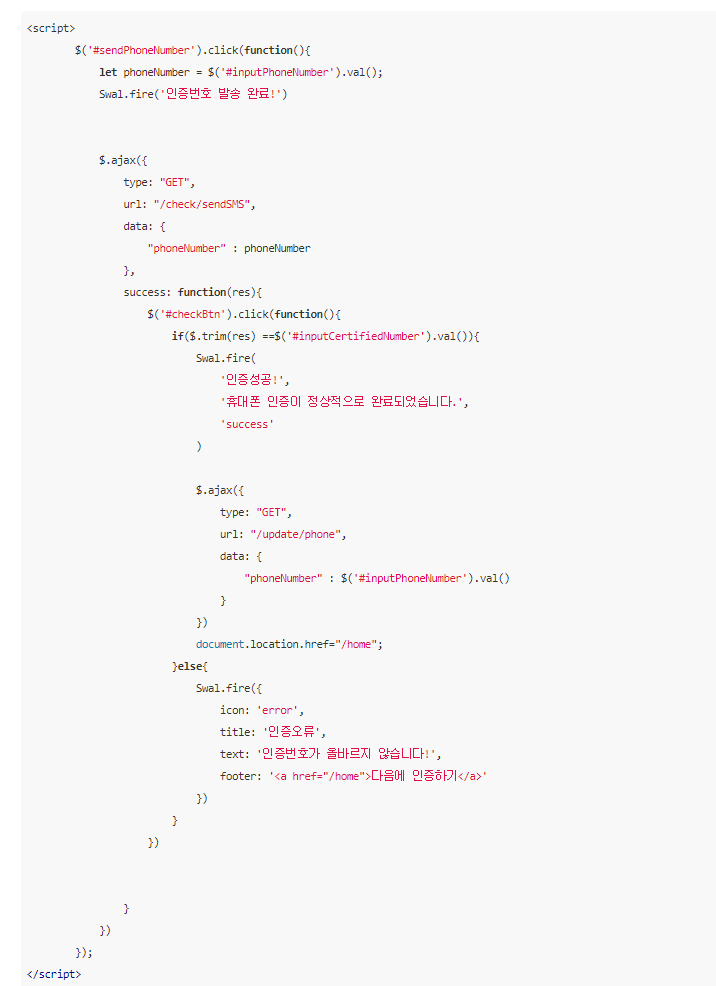 <script>
$('#sendPhoneNumber').click(function(){
let phoneNumber = $('#inputPhoneNumber').val();
Swal.fire('인증번호 발송 완료!')
$.ajax({
type: "GET",
url: "/check/sendSMS",
data: {
"phoneNumber" : phoneNumber
},
success: function(res){
$('#checkBtn').click(function(){
if($.trim(res) ==$('#inputCertifiedNumber').val()){
Swal.fire(
'인증성공!',
'휴대폰 인증이 정상적으로 완료되었습니다.',
'success'
)
$.ajax({
type: "GET",
url: "/update/phone",
data: {
"phoneNumber" : $('#inputPhoneNumber').val()
}
})
document.location.href="/home";
}else{
Swal.fire({
icon: 'error',
title: '인증오류',
text: '인증번호가 올바르지 않습니다!',
footer: '<a href="/home">다음에 인증하기</a>'
})
}
})
}
})
});
</script>